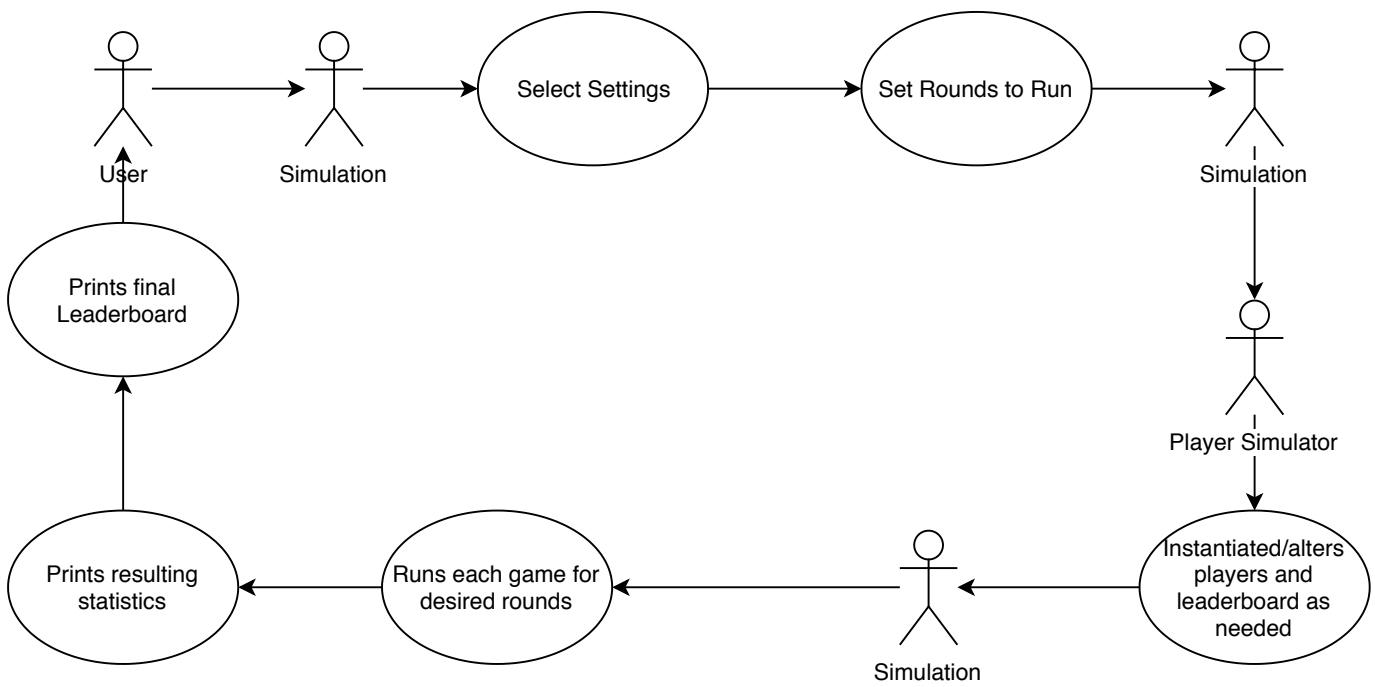 Select Settings
Set Rounds to Run
User
Simulation
Simulation
Prints final
Leaderboard
Player Simulator
Instantiated/alters
players and
leaderboard as
needed
Runs each game for
desired rounds
Prints resulting
statistics
Simulation